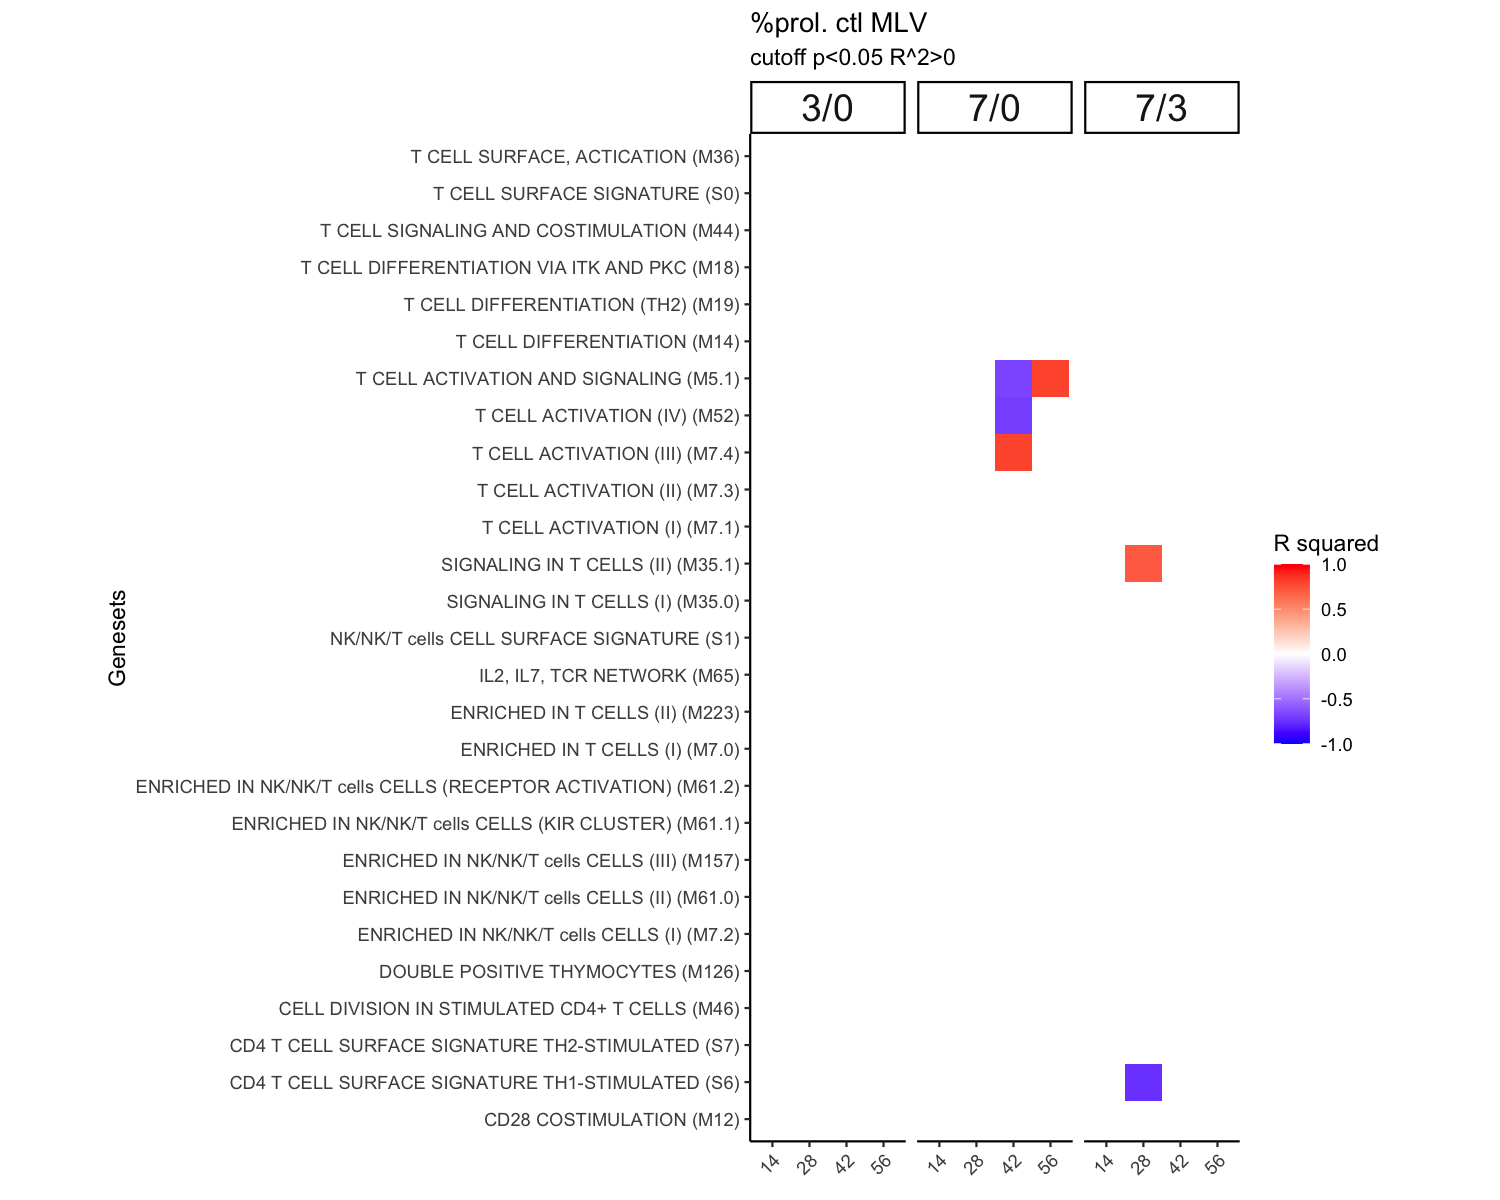 %prol. ctl MLV
cutoff p<0.05 R^2>0
3/0
7/0
7/3
T CELL SURFACE, ACTICATION (M36)
T CELL SURFACE SIGNATURE (S0)
T CELL SIGNALING AND COSTIMULATION (M44)
T CELL DIFFERENTIATION VIA ITK AND PKC (M18)
T CELL DIFFERENTIATION (TH2) (M19)
T CELL DIFFERENTIATION (M14)
T CELL ACTIVATION AND SIGNALING (M5.1)
T CELL ACTIVATION (IV) (M52)
T CELL ACTIVATION (III) (M7.4)
T CELL ACTIVATION (II) (M7.3)
T CELL ACTIVATION (I) (M7.1)
SIGNALING IN T CELLS (II) (M35.1)
SIGNALING IN T CELLS (I) (M35.0)
NK/NK/T cells CELL SURFACE SIGNATURE (S1)
IL2, IL7, TCR NETWORK (M65)
ENRICHED IN T CELLS (II) (M223)
ENRICHED IN T CELLS (I) (M7.0)
ENRICHED IN NK/NK/T cells CELLS (RECEPTOR ACTIVATION) (M61.2)
ENRICHED IN NK/NK/T cells CELLS (KIR CLUSTER) (M61.1)
ENRICHED IN NK/NK/T cells CELLS (III) (M157)
ENRICHED IN NK/NK/T cells CELLS (II) (M61.0)
ENRICHED IN NK/NK/T cells CELLS (I) (M7.2)
DOUBLE POSITIVE THYMOCYTES (M126)
CELL DIVISION IN STIMULATED CD4+ T CELLS (M46)
CD4 T CELL SURFACE SIGNATURE TH2-STIMULATED (S7)
CD4 T CELL SURFACE SIGNATURE TH1-STIMULATED (S6)
CD28 COSTIMULATION (M12)
Genesets
14 28 42 56
14 28 42 56
14 28 42 56
R squared
1.0
0.5
0.0
-0.5
-1.0